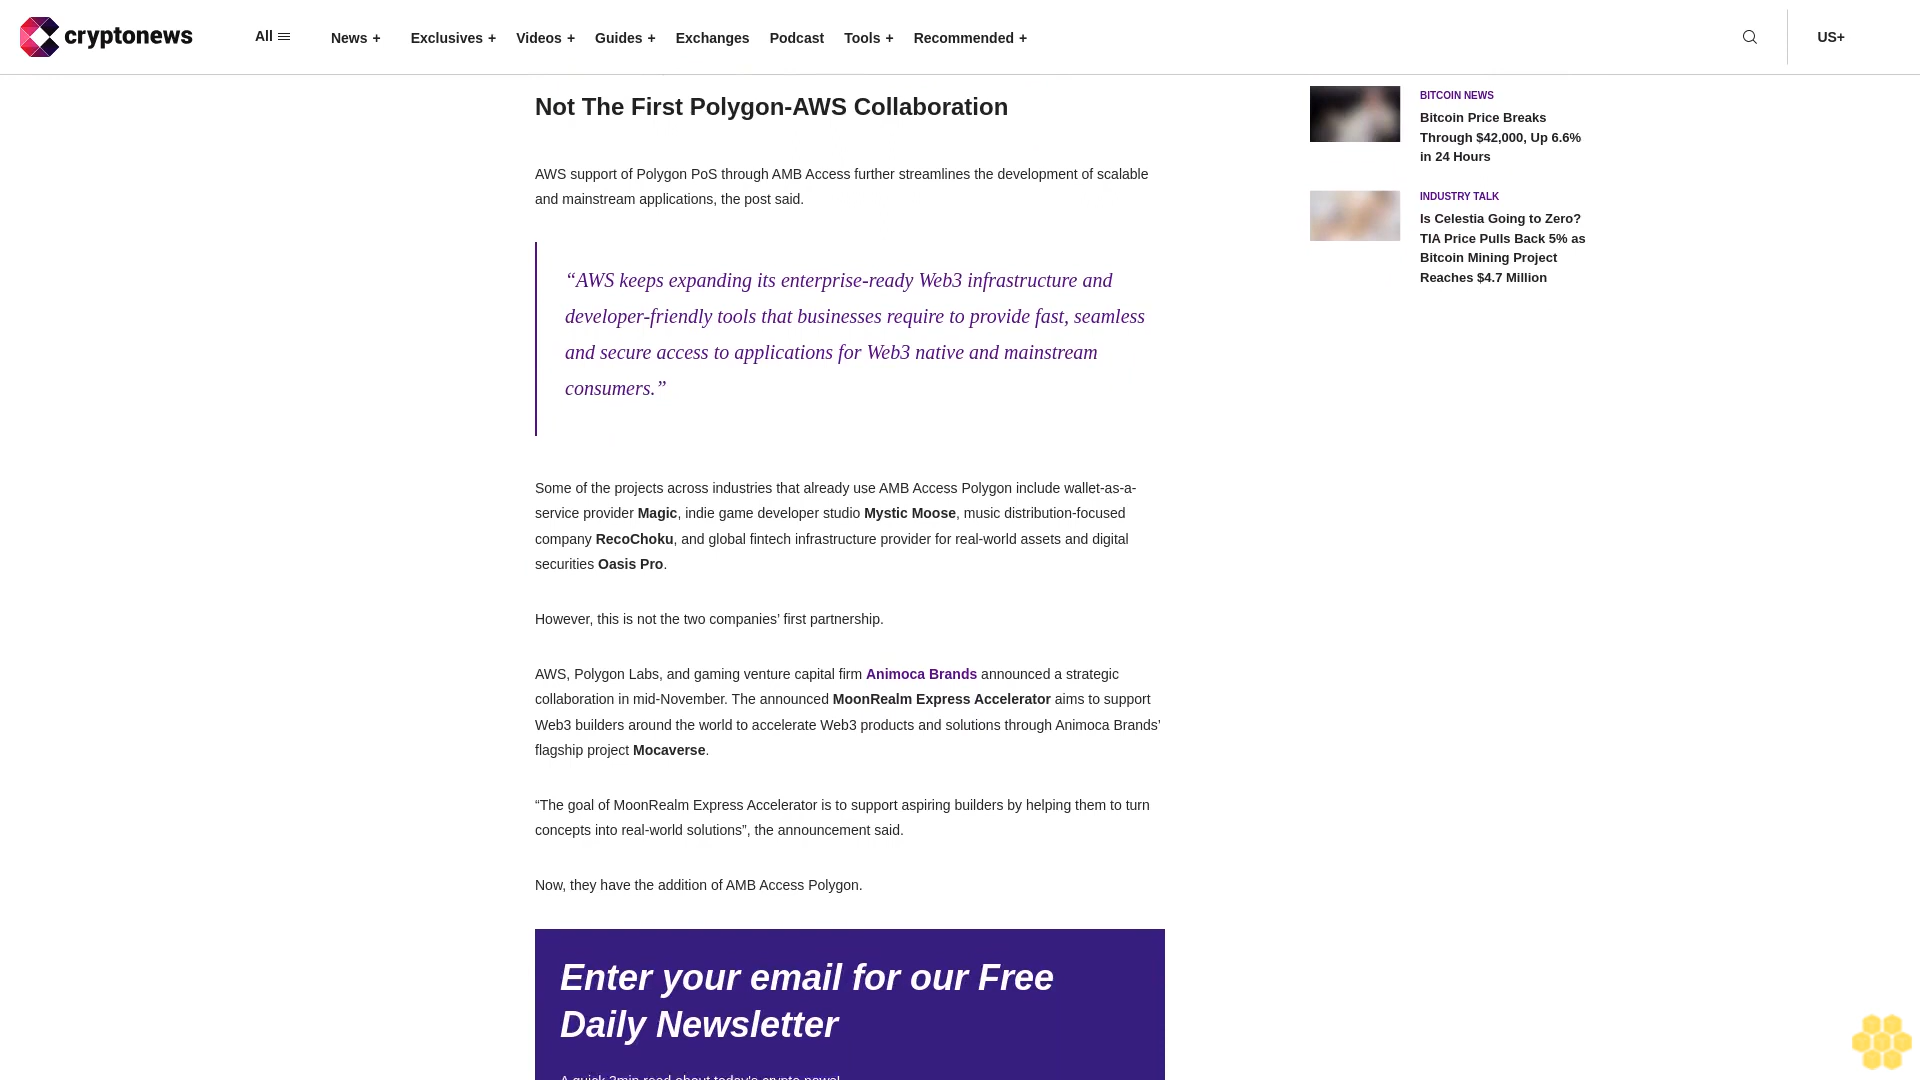 cryptonews
All
News +
Exclusives +
Videos +
Guides +
Exchanges
Podcast
Tools +
Recommended +
US+
Not The First Polygon-AWS Collaboration
AWS support of Polygon PoS through AMB Access further streamlines the development of scalable
and mainstream applications, the post said.
“AWS keeps expanding its enterprise-ready Web3 infrastructure and
developer-friendly tools that businesses require to provide fast, seamless
and secure access to applications for Web3 native and mainstream
consumers.”
Some of the projects across industries that already use AMB Access Polygon include wallet-as-a-
service provider Magic, indie game developer studio Mystic Moose, music distribution-focused
company RecoChoku, and global fintech infrastructure provider for real-world assets and digital
securities Oasis Pro.
However, this is not the two companies’ first partnership.
AWS, Polygon Labs, and gaming venture capital firm Animoca Brands announced a strategic
collaboration in mid-November. The announced MoonRealm Express Accelerator aims to support
Web3 builders around the world to accelerate Web3 products and solutions through Animoca Brands’
flagship project Mocaverse.
“The goal of MoonRealm Express Accelerator is to support aspiring builders by helping them to turn
concepts into real-world solutions”, the announcement said.
Now, they have the addition of AMB Access Polygon.
Enter your email for our Free
Daily Newsletter
A quick 3min read about today's crypto news!
BITCOIN NEWS
Bitcoin Price Breaks
Through $42,000, Up 6.6%
in 24 Hours
INDUSTRY TALK
Is Celestia Going to Zero?
TIA Price Pulls Back 5% as
Bitcoin Mining Project
Reaches $4.7 Million